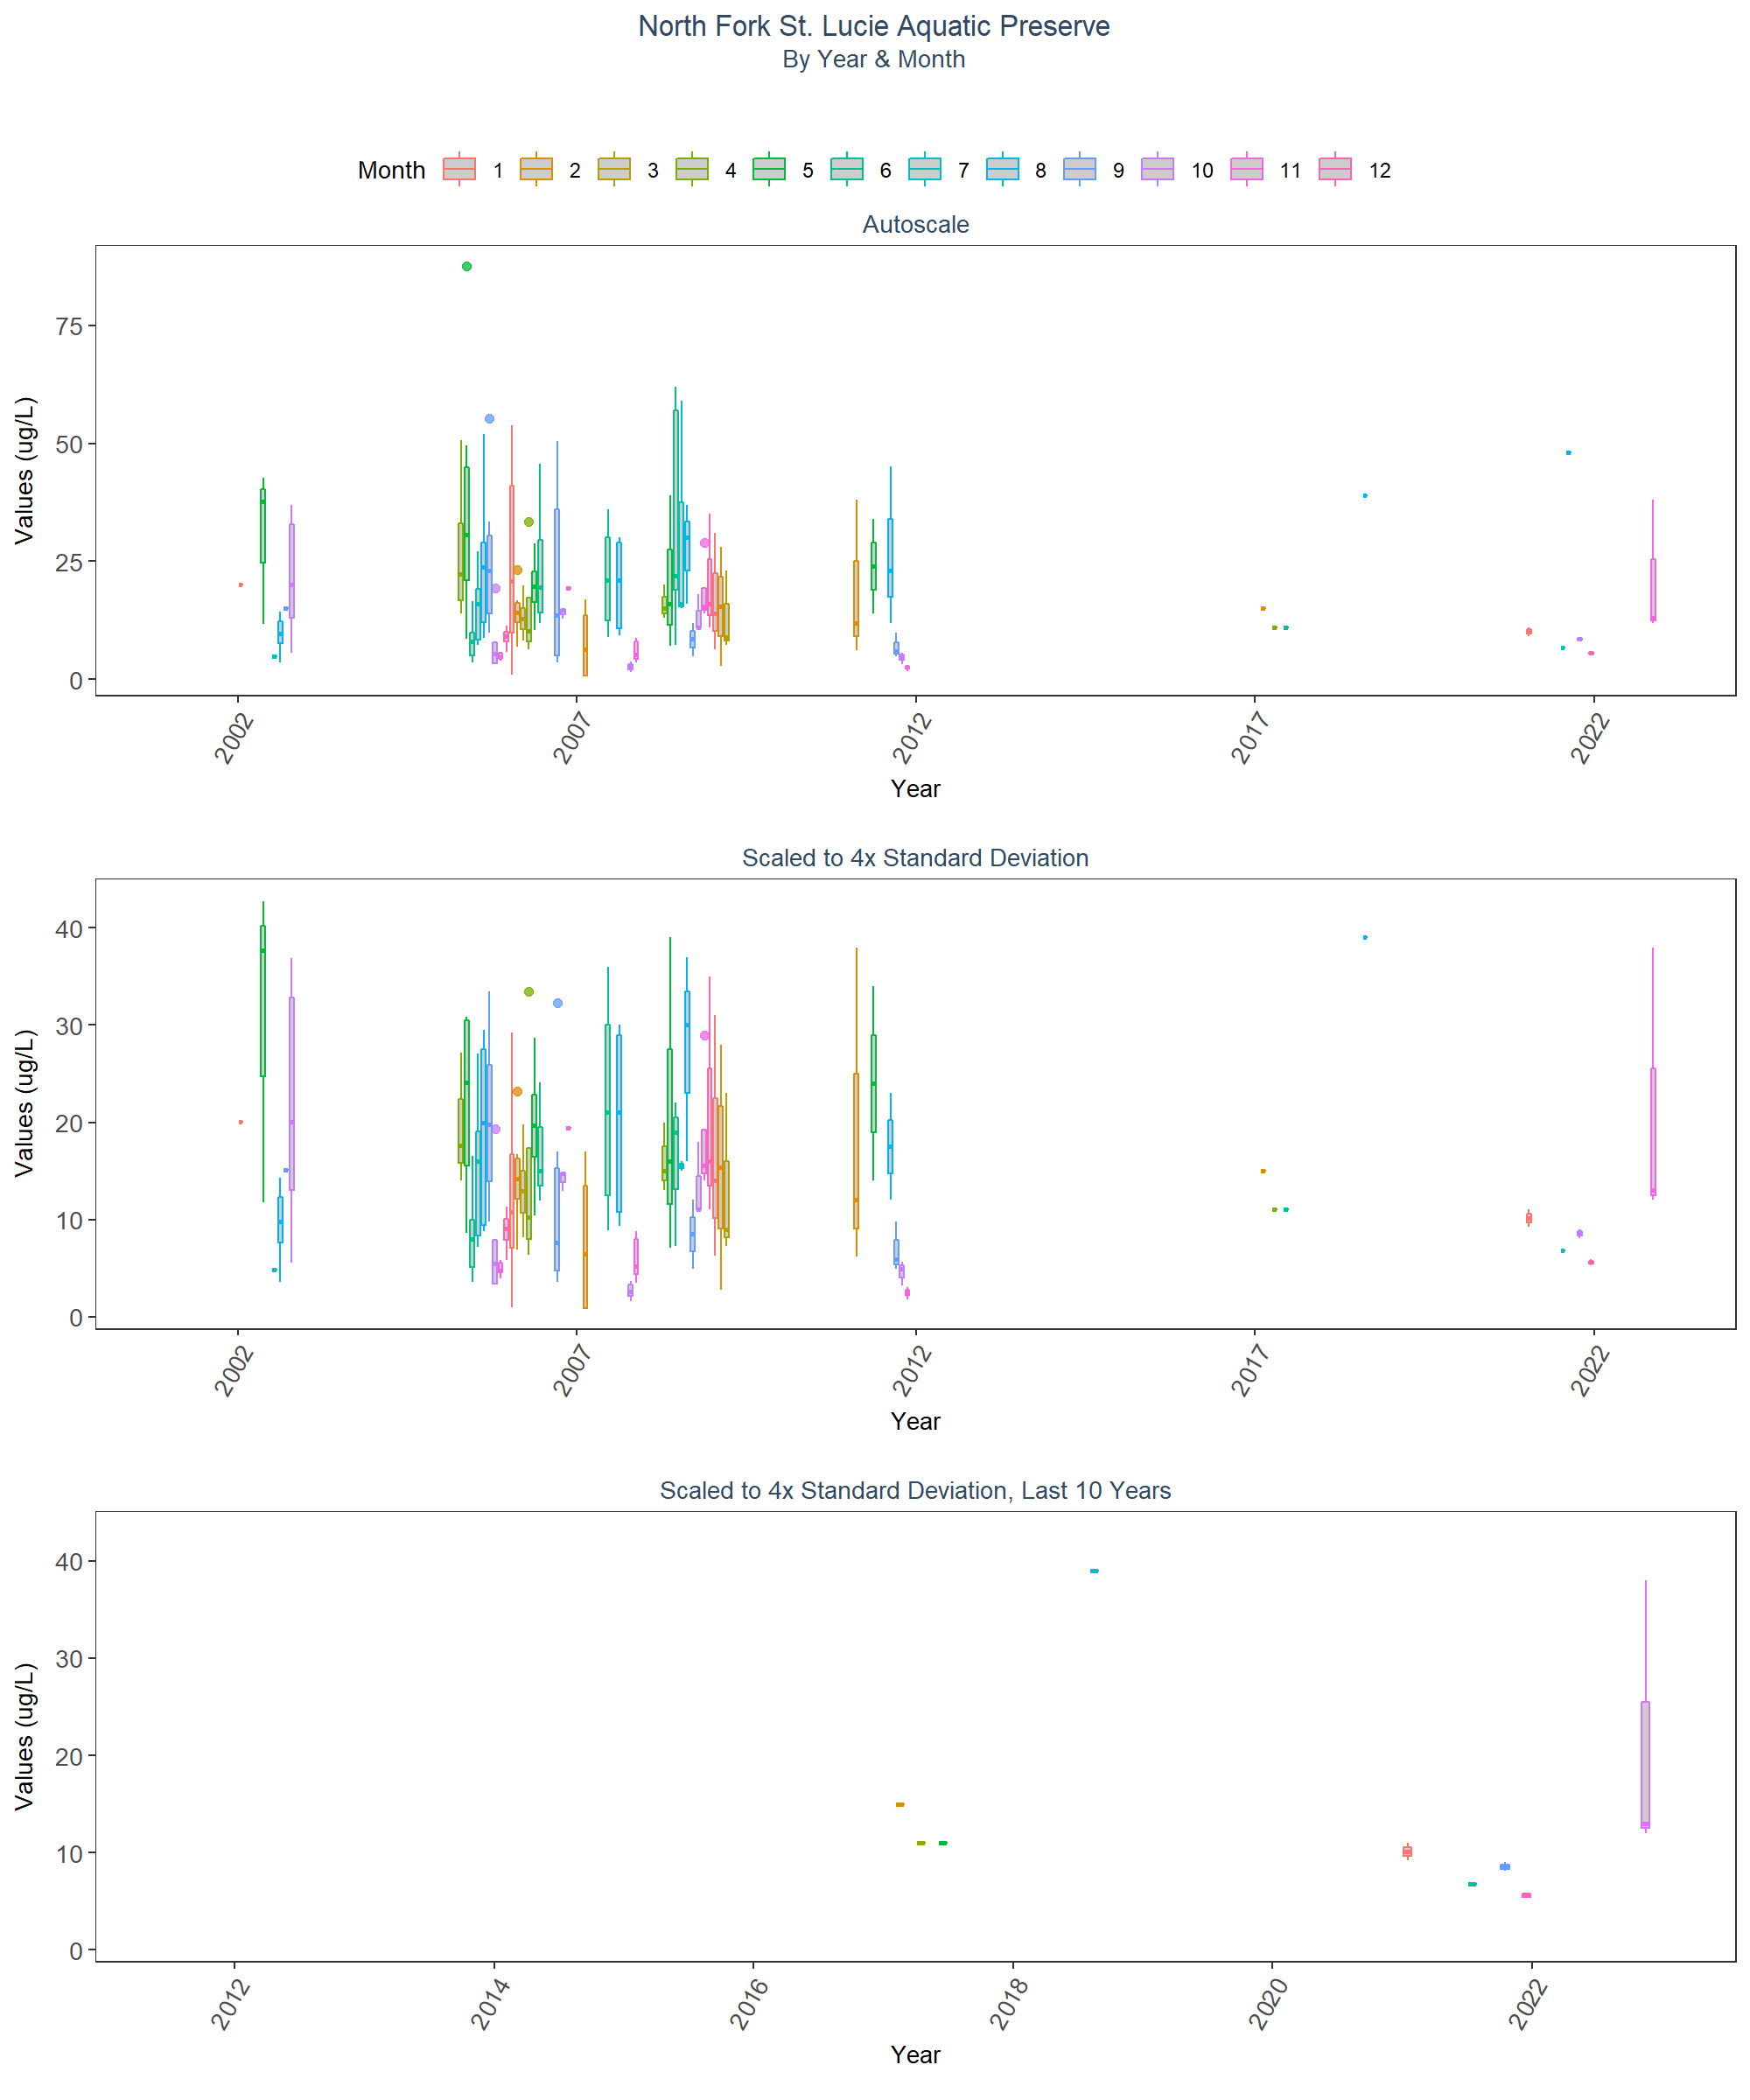 North Fork St. Lucie Aquatic Preserve
By Year & Month
Month 1 2 3 4 5 6 7 8 9 10 11 12
Autoscale
Values (ug/L)
75
50
25
0
2002 2007 2012 2017 2022
Year
Scaled to 4x Standard Deviation
Values (ug/L)
40
30
20
10
0
2002 2007 2012 2017 2022
Year
Scaled to 4x Standard Deviation, Last 10 Years
Values (ug/L)
40
30
20
10
0
2012 2014 2016 2018 2020 2022
Year